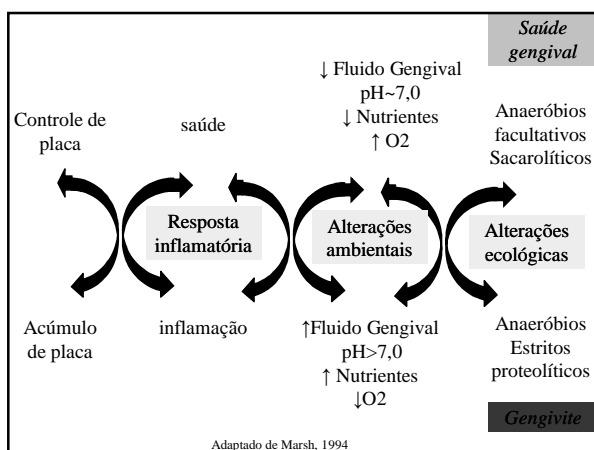 Saúde
gengival
↓ Fluido Gengival
pH~7,0
↓ Nutrientes
↑ O2
Controle de
placa
saúde
Anaeróbios
facultativos
Sacarolíticos
Resposta
inflamatória
Alterações
ambientais
Alterações
ecológicas
Acúmulo
de placa
inflamação
↑Fluido Gengival
pH>7,0
↑ Nutrientes
↓O2
Anaeróbios
Estritos
proteolíticos
Gengivite
Adaptado de Marsh, 1994